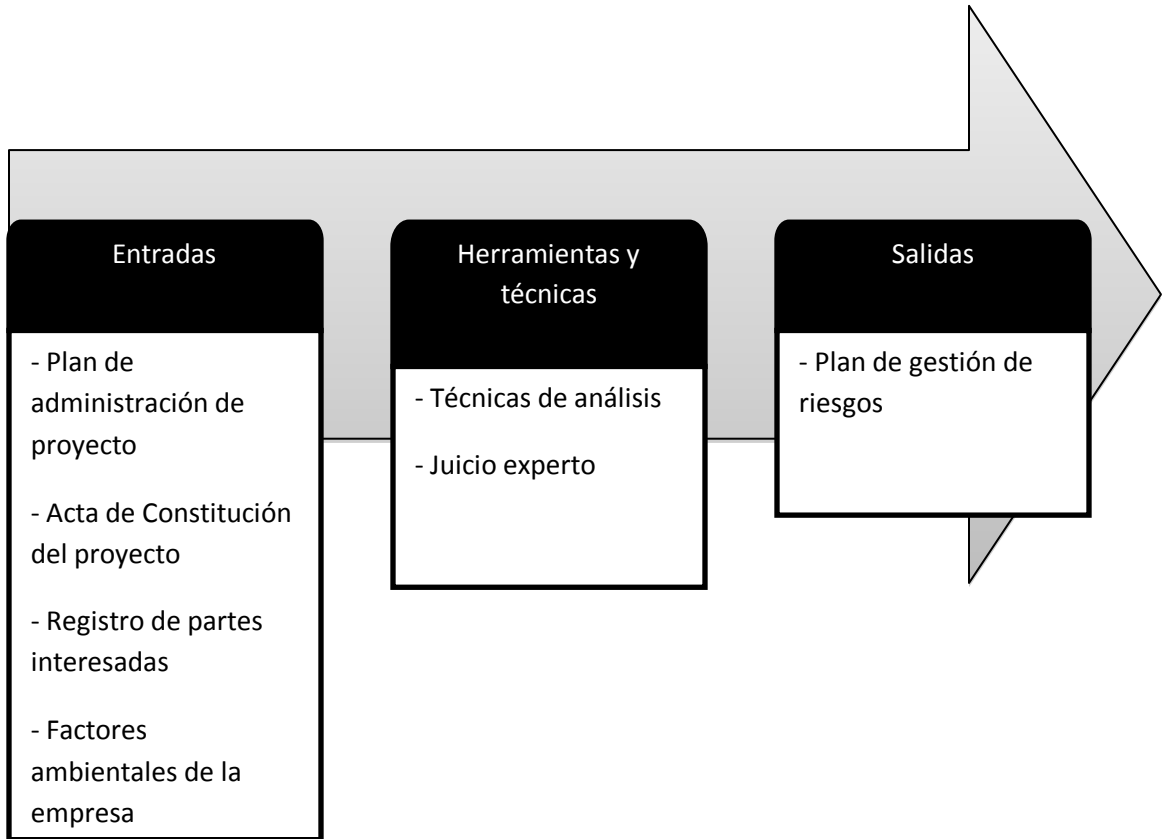 Entradas
- Plan de
administración de
proyecto
- Acta de Constitución
del proyecto
- Registro de partes
interesadas
- Factores
ambientales de la
empresa
Herramientas y
técnicas
- Técnicas de análisis
- Juicio experto
Salidas
- Plan de gestión de
riesgos